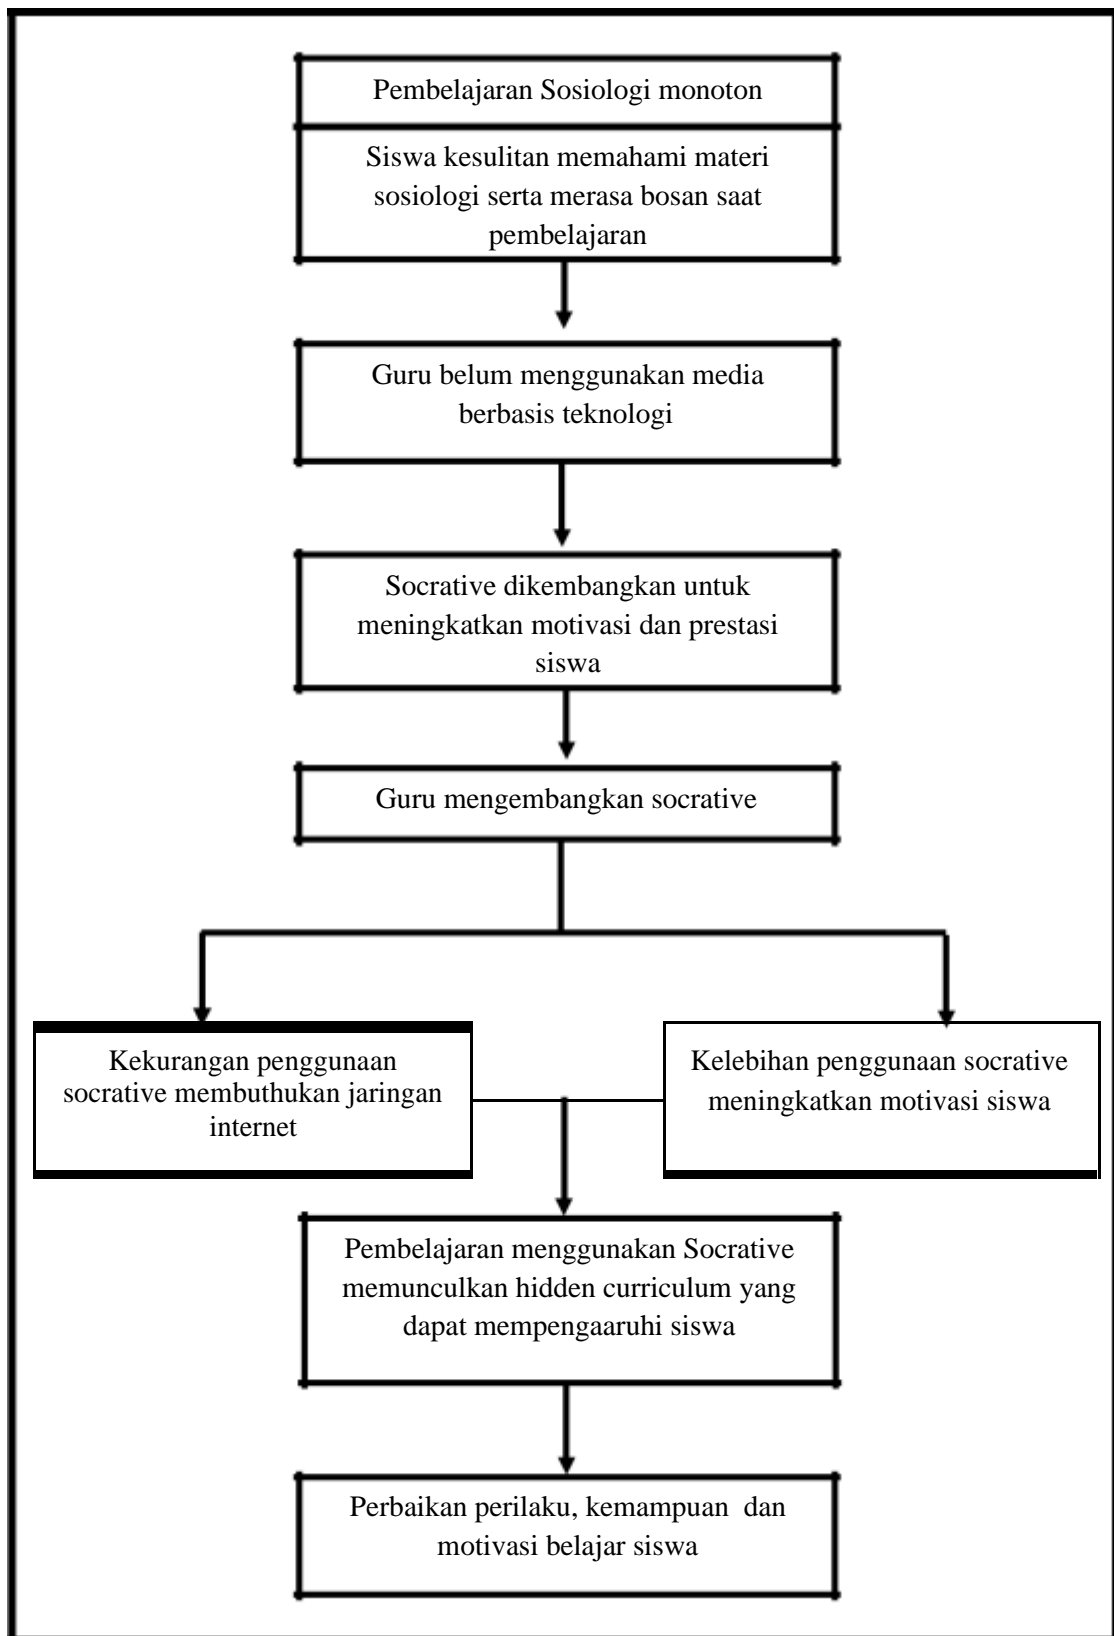 Pembelajaran Sosiologi monoton
Siswa kesulitan memahami materi
sosiologi serta merasa bosan saat
pembelajaran
Guru belum menggunakan media
berbasis teknologi
Socrative dikembangkan untuk
meningkatkan motivasi dan prestasi
siswa
Guru mengembangkan socrative
Kekurangan penggunaan
socrative membuthukan jaringan
internet
Kelebihan penggunaan socrative
meningkatkan motivasi siswa
Pembelajaran menggunakan Socrative
memunculkan hidden curriculum yang
dapat mempengaaruhi siswa
Perbaikan perilaku, kemampuan  dan
motivasi belajar siswa